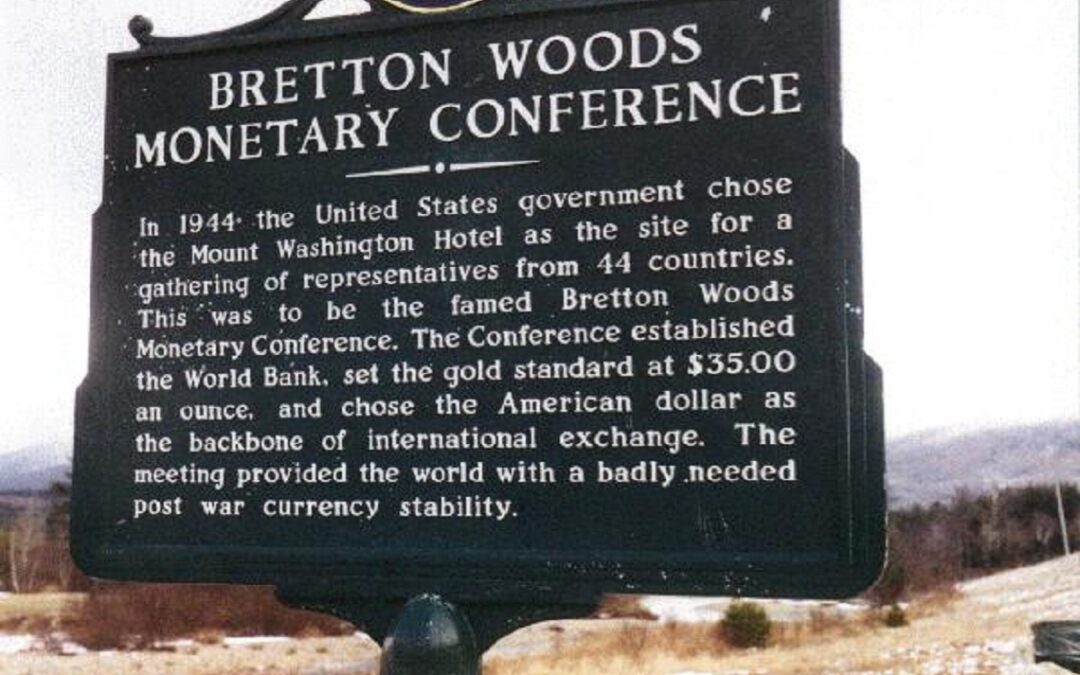 BRETTON WOODS
MONETARY CONFERENCE
In 1944 the United States government chose
the Mount Washington Hotel as the site for a
gathering of representatives from 44 countries.
This was to be the famed Bretton Woods
Monetary Conference. The Conference established
the World Bank, set the gold standard at $35.00
an ounce, and chose the American dollar as
the backbone of international exchange. The
meeting provided the world with a badly needed
post war currency stability.